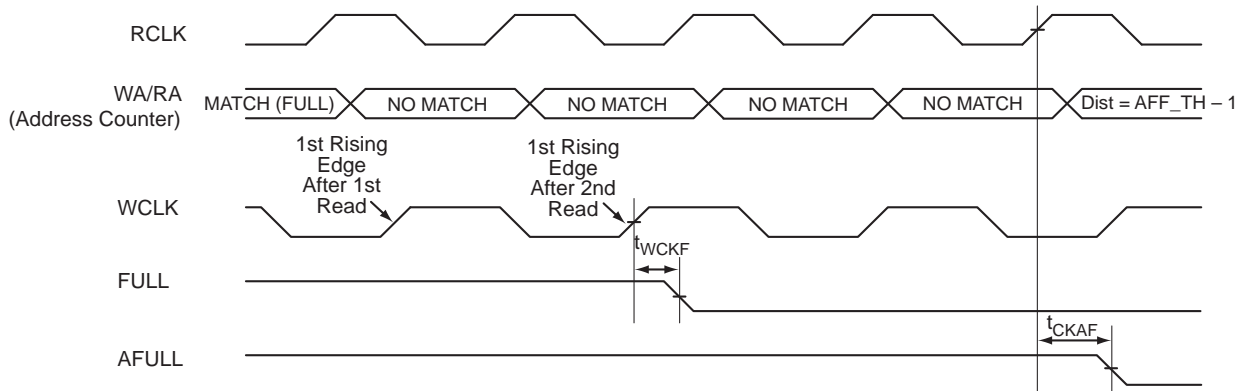 RCLK
WA/RA
(Address Counter)
MATCH (FULL)
NO MATCH
NO MATCH
NO MATCH
NO MATCH
Dist = AFF_TH – 1
1st Rising
Edge
After 1st
Read
1st Rising
Edge
After 2nd
Read
WCLK
tWCKF
FULL
tCKAF
AFULL